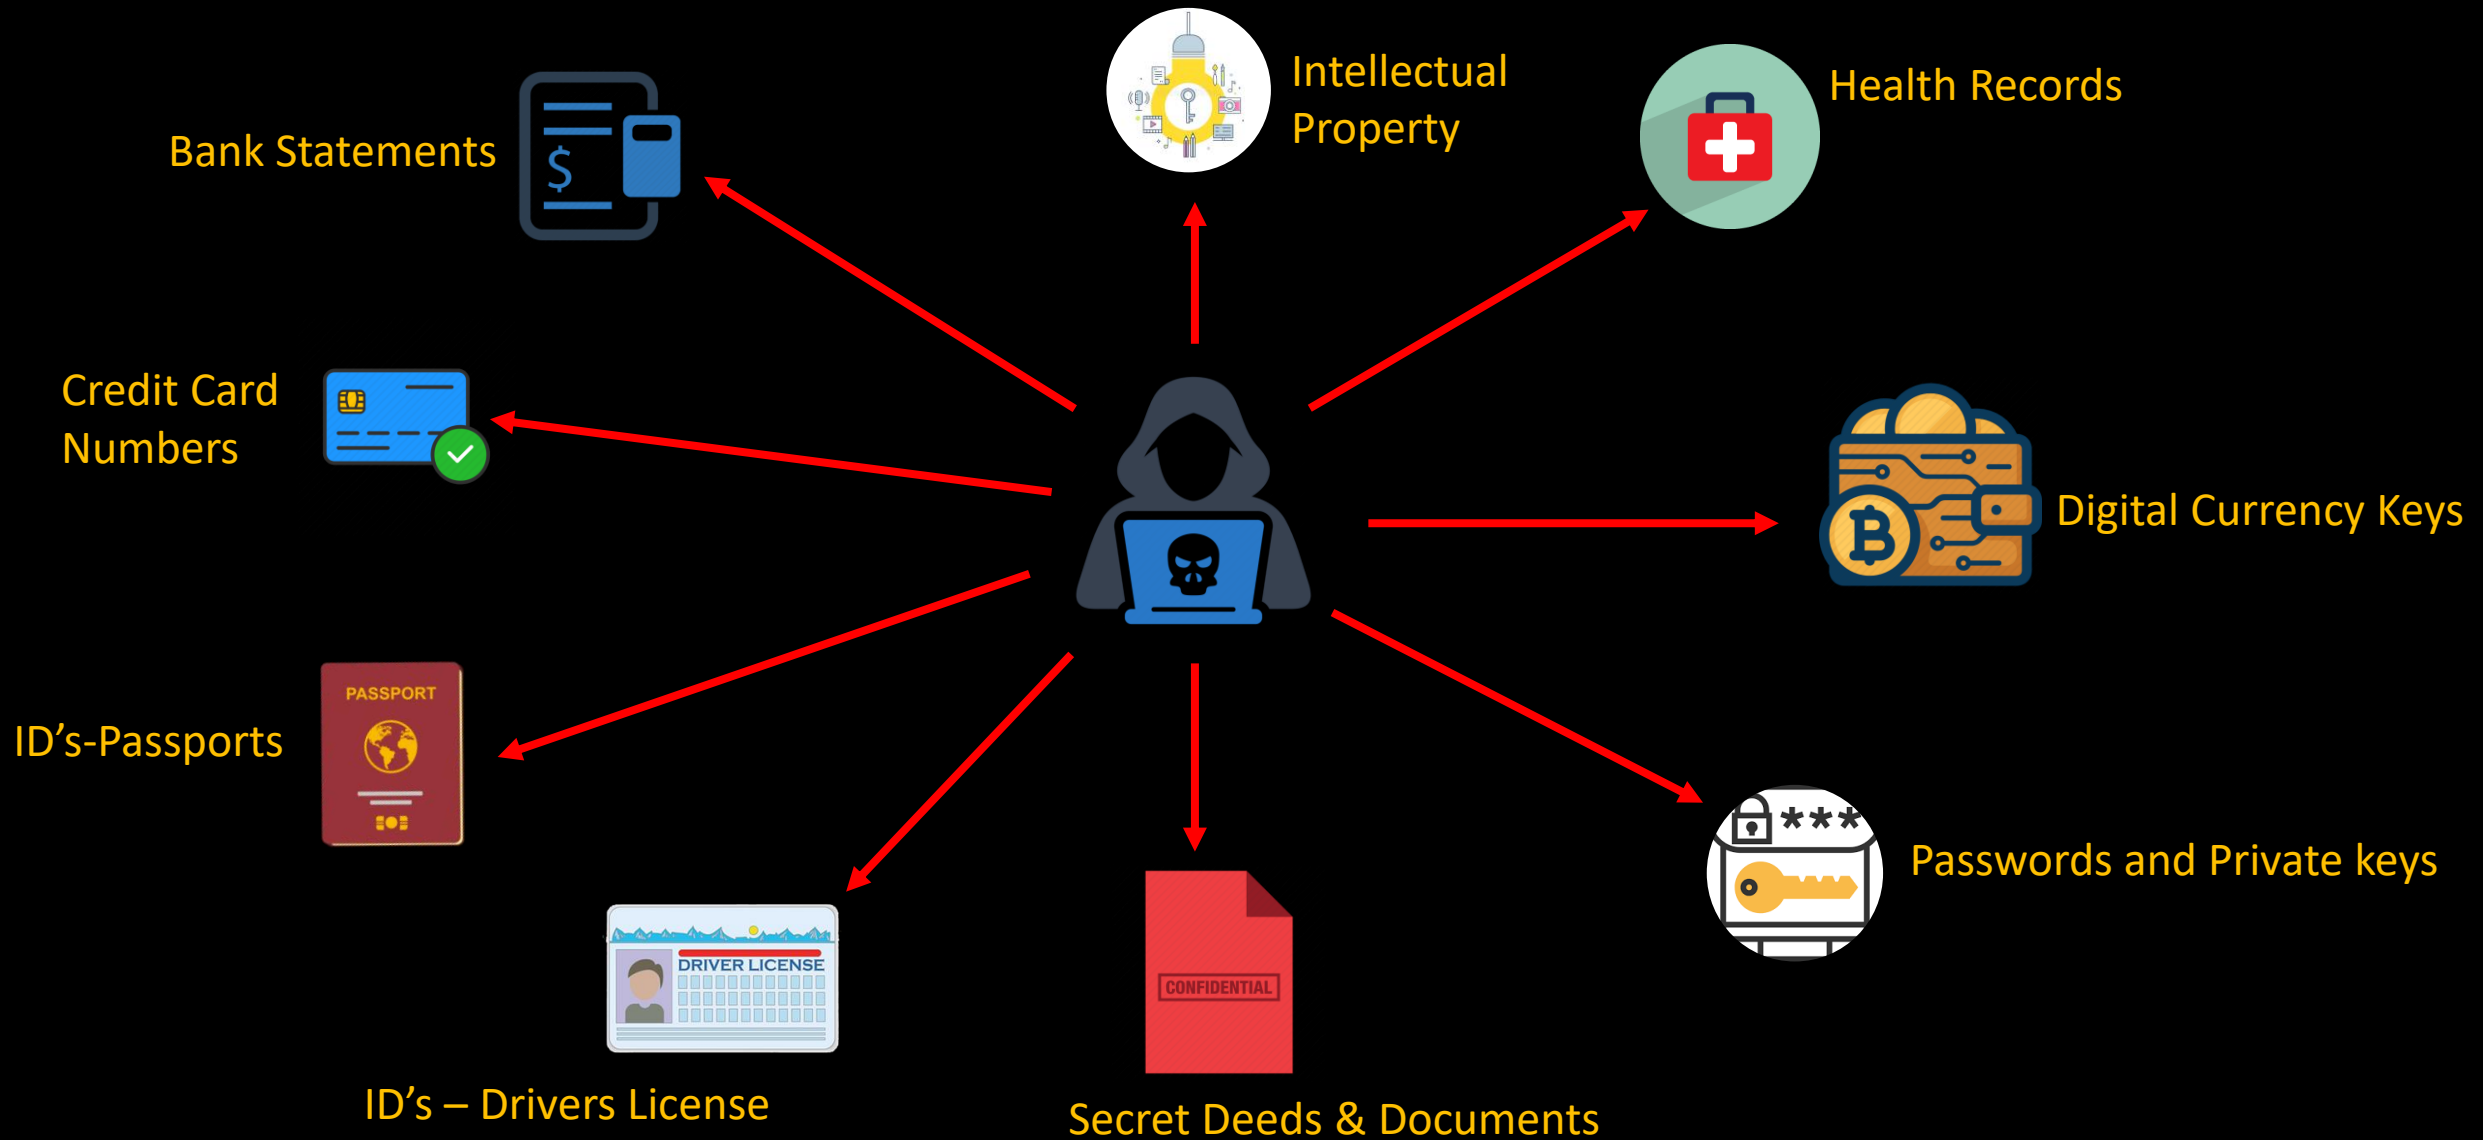 Intellectual
Property
Health Records
Bank Statements
$
Credit Card
Numbers
B
Digital Currency Keys
PASSPORT
ID’s-Passports
***
Passwords and Private keys
DRIVER LICENSE
CONFIDENTIAL
ID’s – Drivers License
Secret Deeds & Documents